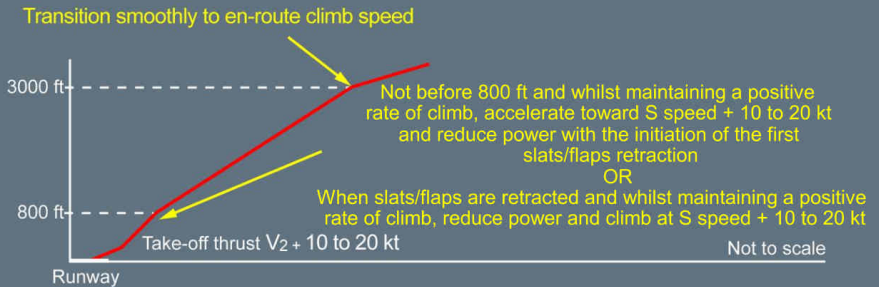 Transition smoothly to en-route climb speed
3000 ft
Not before 800 ft and whilst maintaining a positive
rate of climb, accelerate toward S speed + 10 to 20 kt
and reduce power with the initiation of the first
slats/flaps retraction
OR
When slats/flaps are retracted and whilst maintaining a positive
rate of climb, reduce power and climb at S speed + 10 to 20 kt
800 ft
Take-off thrust V2 + 10 to 20 kt
Not to scale
Runway